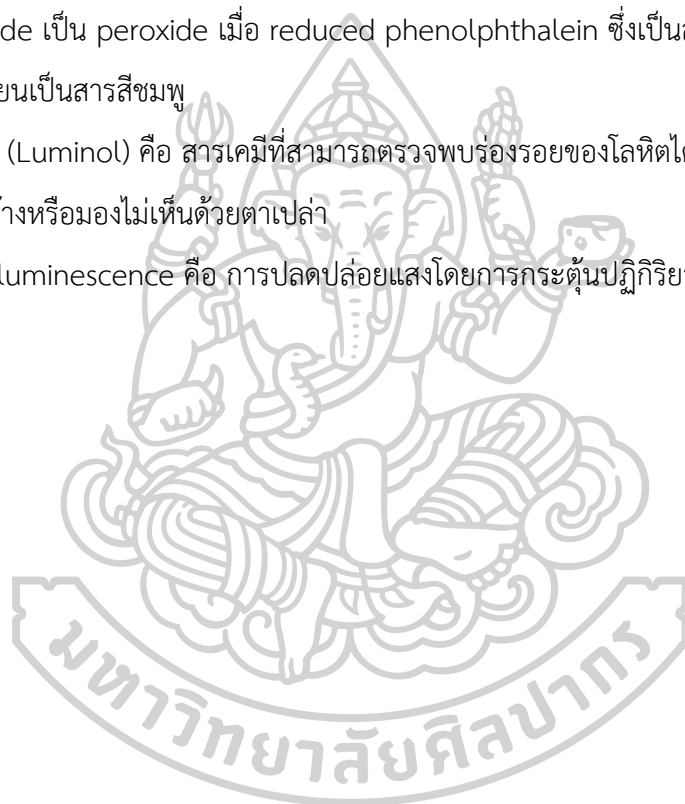 de เป็น peroxide เมื่อ reduced phenolphthalein ซึ่งเป็น
ยนเป็นสารสีชมพู
(Luminol) คือ สารเคมีที่สามารถตรวจพบร่องรอยของโลหิตได้
างหรือมองไม่เห็นด้วยตาเปล่า
luminescence คือ การปลดปล่อยแสงโดยการกระตุ้นปฏิกิริย
มหาวิทยาลัยศิลปากร